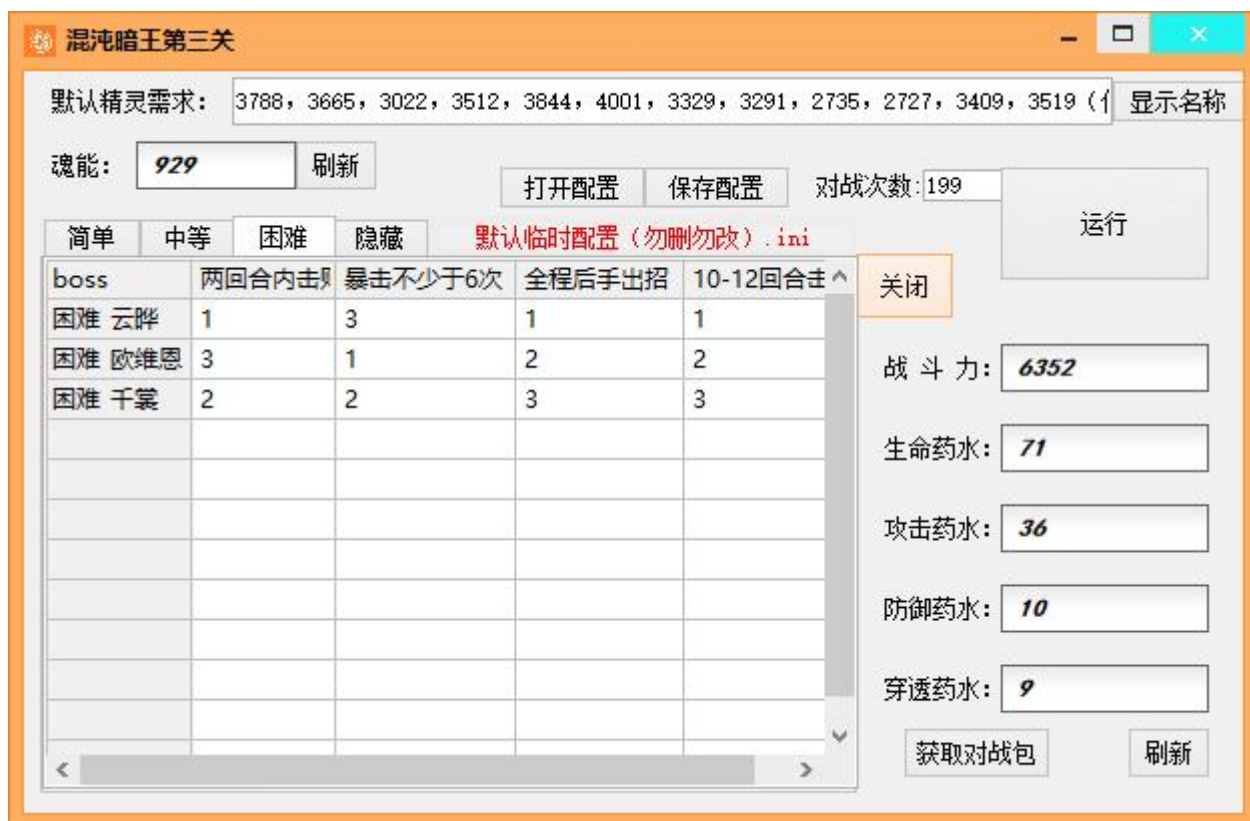 混沌暗王第三关
默认精灵需求： 3788，3665，3022，3512，3844，4001，3329，3291，2735，2727，3409，3519（ 显示名称
魂能： 929 刷新
打开配置 保存配置 对战次数:199
运行
简单 中等 困难 隐藏 默认临时配置（勿删勿改）.ini
boss 两回合内击 暴击不少于6次 全程后手出招 10-12回合击
关闭
困难 云晔 1 3 1 1
困难 欧维恩 3 1 2 2
困难 千裳 2 2 3 3
战 斗 力： 6352
生命药水： 71
攻击药水： 36
防御药水： 10
穿透药水： 9
获取对战包 刷新